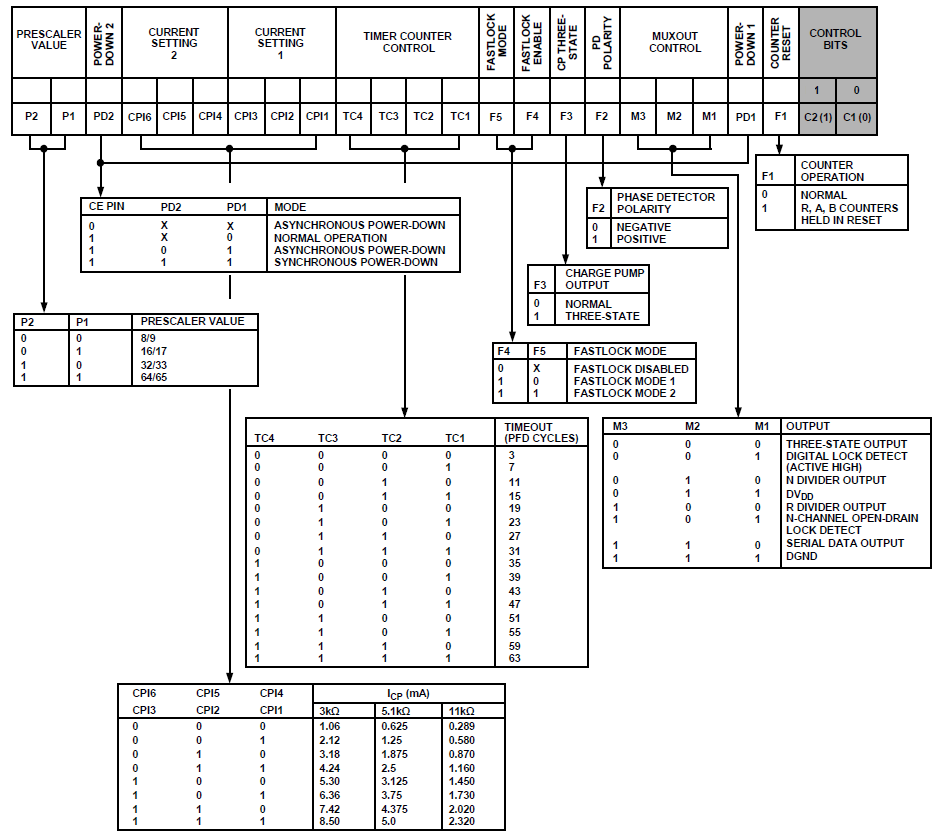 PRESCALER VALUE
POWER-DOWN 2
CURRENT SETTING 2
CURRENT SETTING 1
TIMER COUNTER CONTROL
FASTLOCK MODE
FASTLOCK ENABLE
CP THREE-STATE
PD POLARITY
MUXOUT CONTROL
POWER-DOWN 1
COUNTER RESET
CONTROL BITS
1 0
P2 P1 PD2 CPI6 CPI5 CPI4 CPI3 CPI2 CPI1 TC4 TC3 TC2 TC1 F5 F4 F3 F2 M3 M2 M1 PD1 F1 C2 (1) C1 (0)
F1 COUNTER OPERATION
0 NORMAL
1 R, A, B COUNTERS HELD IN RESET
F2 PHASE DETECTOR POLARITY
0 NEGATIVE
1 POSITIVE
CE PIN PD2 PD1 MODE
0 X X ASYNCHRONOUS POWER-DOWN
1 X 0 NORMAL OPERATION
1 0 1 ASYNCHRONOUS POWER-DOWN
1 1 1 SYNCHRONOUS POWER-DOWN
F3 CHARGE PUMP OUTPUT
0 NORMAL
1 THREE-STATE
P2 P1 PRESCALER VALUE
0 0 8/9
0 1 16/17
1 0 32/33
1 1 64/65
F4 F5 FASTLOCK MODE
0 X FASTLOCK DISABLED
1 0 FASTLOCK MODE 1
1 1 FASTLOCK MODE 2
TC4 TC3 TC2 TC1 TIMEOUT (PFD CYCLES)
0 0 0 0 3
0 0 0 1 7
0 0 1 0 11
0 0 1 1 15
0 1 0 0 19
0 1 0 1 23
0 1 1 0 27
0 1 1 1 31
1 0 0 0 35
1 0 0 1 39
1 0 1 0 43
1 0 1 1 47
1 1 0 0 51
1 1 0 1 55
1 1 1 0 59
1 1 1 1 63
M3 M2 M1 OUTPUT
0 0 0 THREE-STATE OUTPUT
0 0 1 DIGITAL LOCK DETECT (ACTIVE HIGH)
0 1 0 N DIVIDER OUTPUT
0 1 1 DVDD
1 0 0 R DIVIDER OUTPUT
1 0 1 N-CHANNEL OPEN-DRAIN LOCK DETECT
1 1 0 SERIAL DATA OUTPUT
1 1 1 DGND
CPI6 CPI5 CPI4 ICP (mA)
CPI3 CPI2 CPI1 3kΩ 5.1kΩ 11kΩ
0 0 0 1.06 0.625 0.289
0 0 1 2.12 1.25 0.580
0 1 0 3.18 1.875 0.870
0 1 1 4.24 2.5 1.160
1 0 0 5.30 3.125 1.450
1 0 1 6.36 3.75 1.730
1 1 0 7.42 4.375 2.020
1 1 1 8.50 5.0 2.320